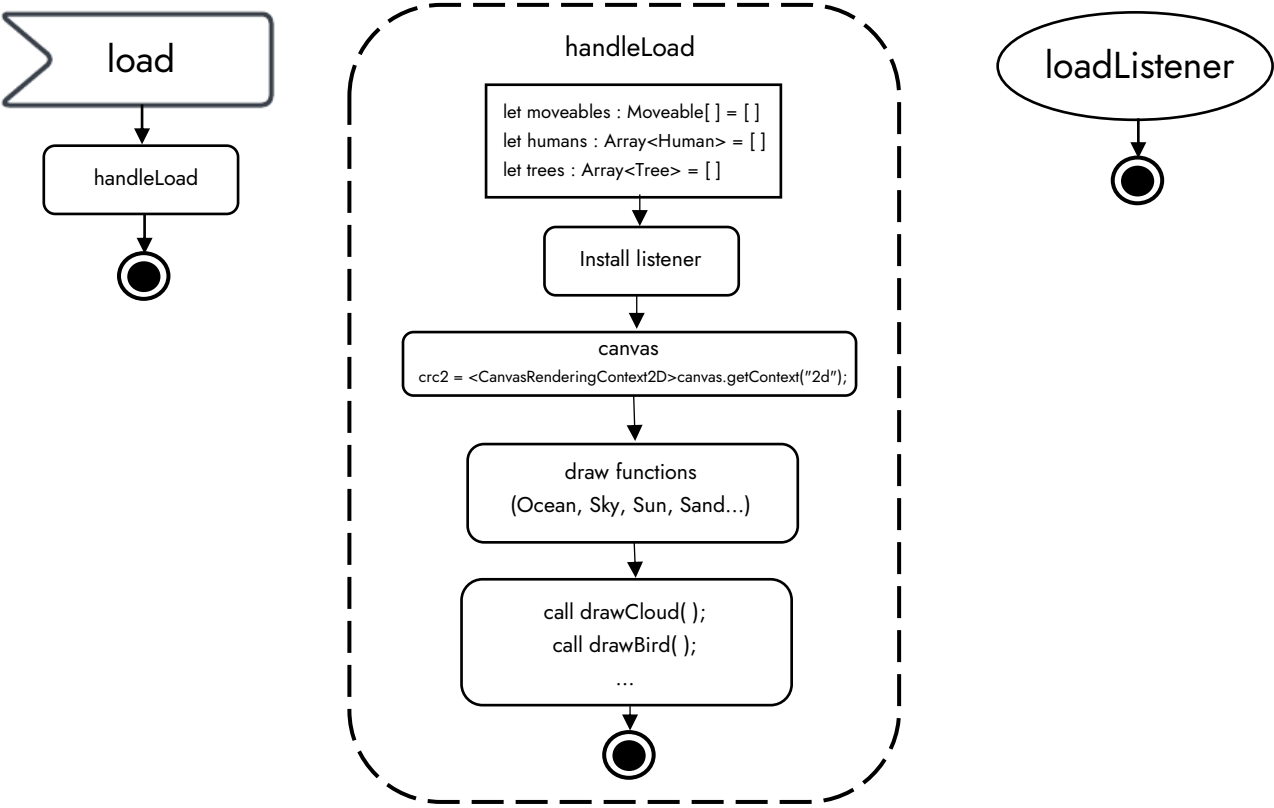 load
handleLoad
handleLoad
let moveables : Moveable[ ] = [ ]
let humans : Array<Human> = [ ]
let trees : Array<Tree> = [ ]
Install listener
canvas
crc2 = <CanvasRenderingContext2D>canvas.getContext("2d");
draw functions
(Ocean, Sky, Sun, Sand...)
call drawCloud( );
call drawBird( );
...
loadListener